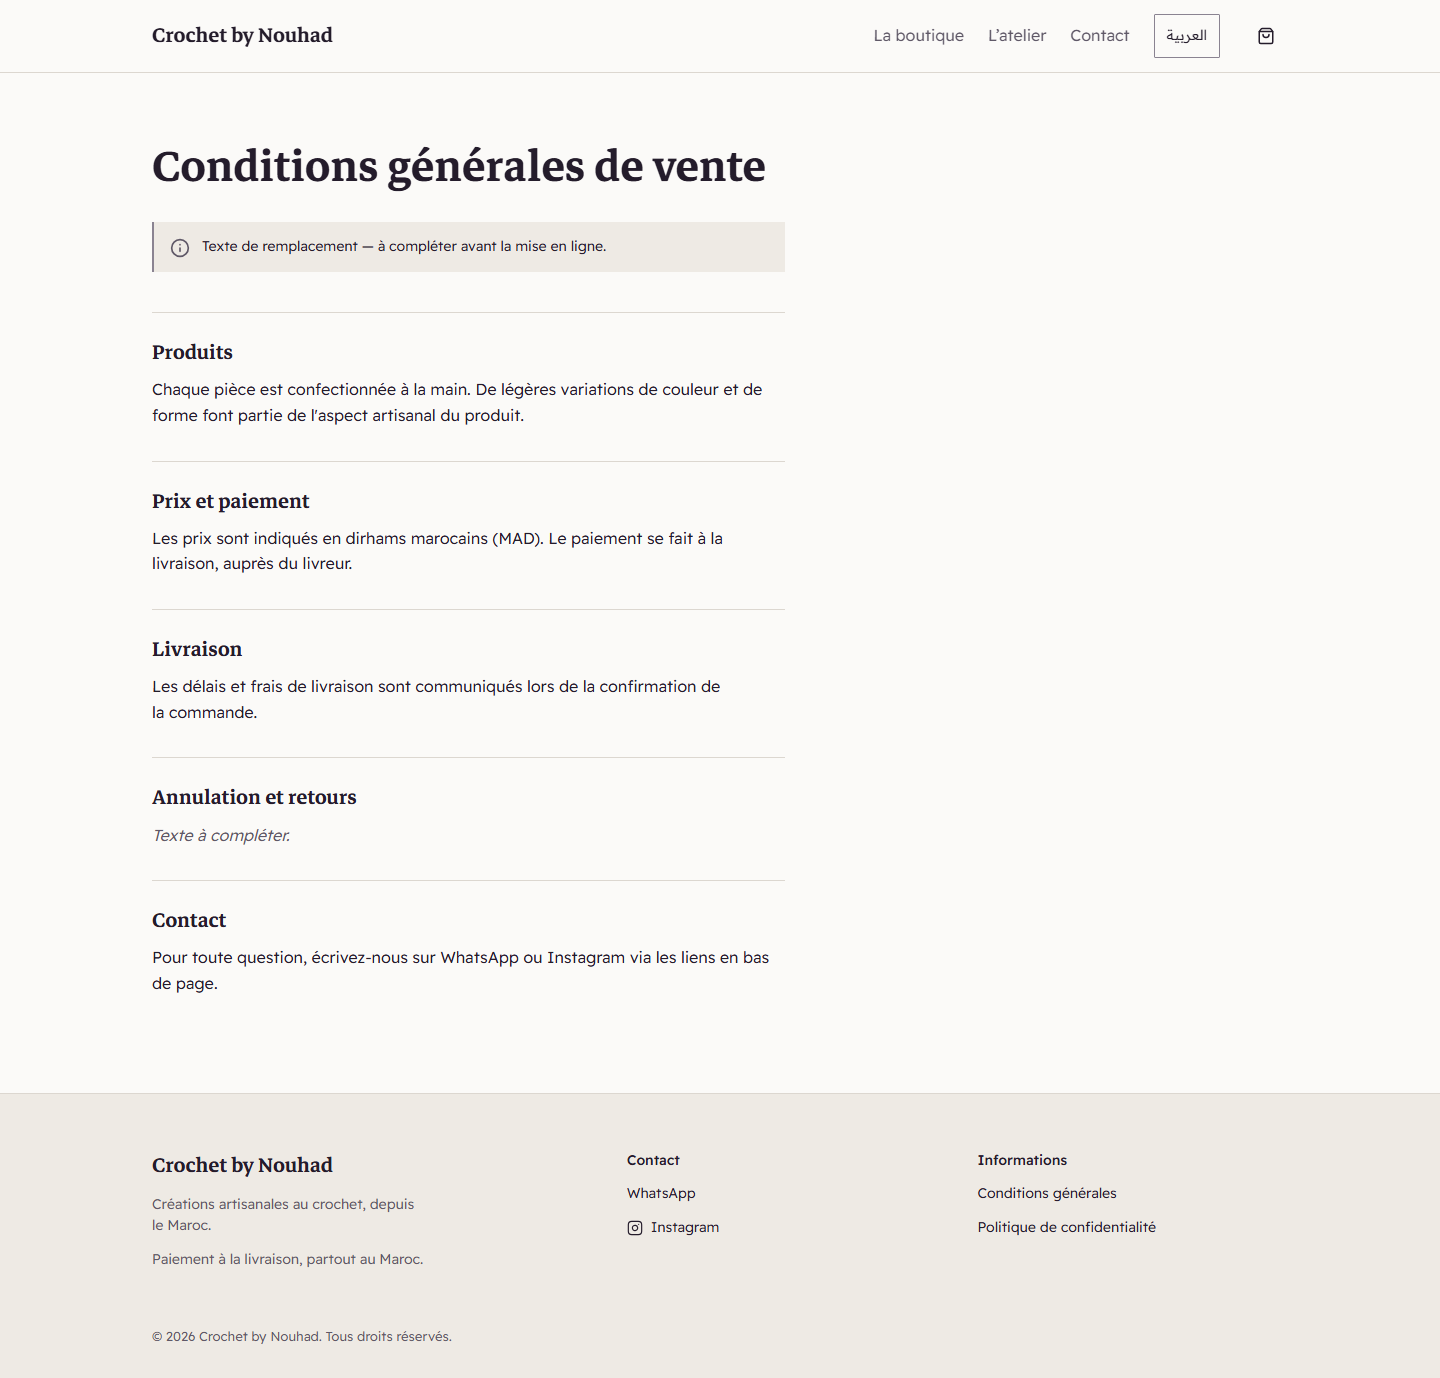 Crochet by Nouhad
La boutique
L’atelier
Contact
العربية
Conditions générales de vente
Texte de remplacement — à compléter avant la mise en ligne.
Produits
Chaque pièce est confectionnée à la main. De légères variations de couleur et de
forme font partie de l'aspect artisanal du produit.
Prix et paiement
Les prix sont indiqués en dirhams marocains (MAD). Le paiement se fait à la
livraison, auprès du livreur.
Livraison
Les délais et frais de livraison sont communiqués lors de la confirmation de
la commande.
Annulation et retours
Texte à compléter.
Contact
Pour toute question, écrivez-nous sur WhatsApp ou Instagram via les liens en bas
de page.
Crochet by Nouhad
Créations artisanales au crochet, depuis
le Maroc.
Paiement à la livraison, partout au Maroc.
Contact
WhatsApp
Instagram
Informations
Conditions générales
Politique de confidentialité
© 2026 Crochet by Nouhad. Tous droits réservés.